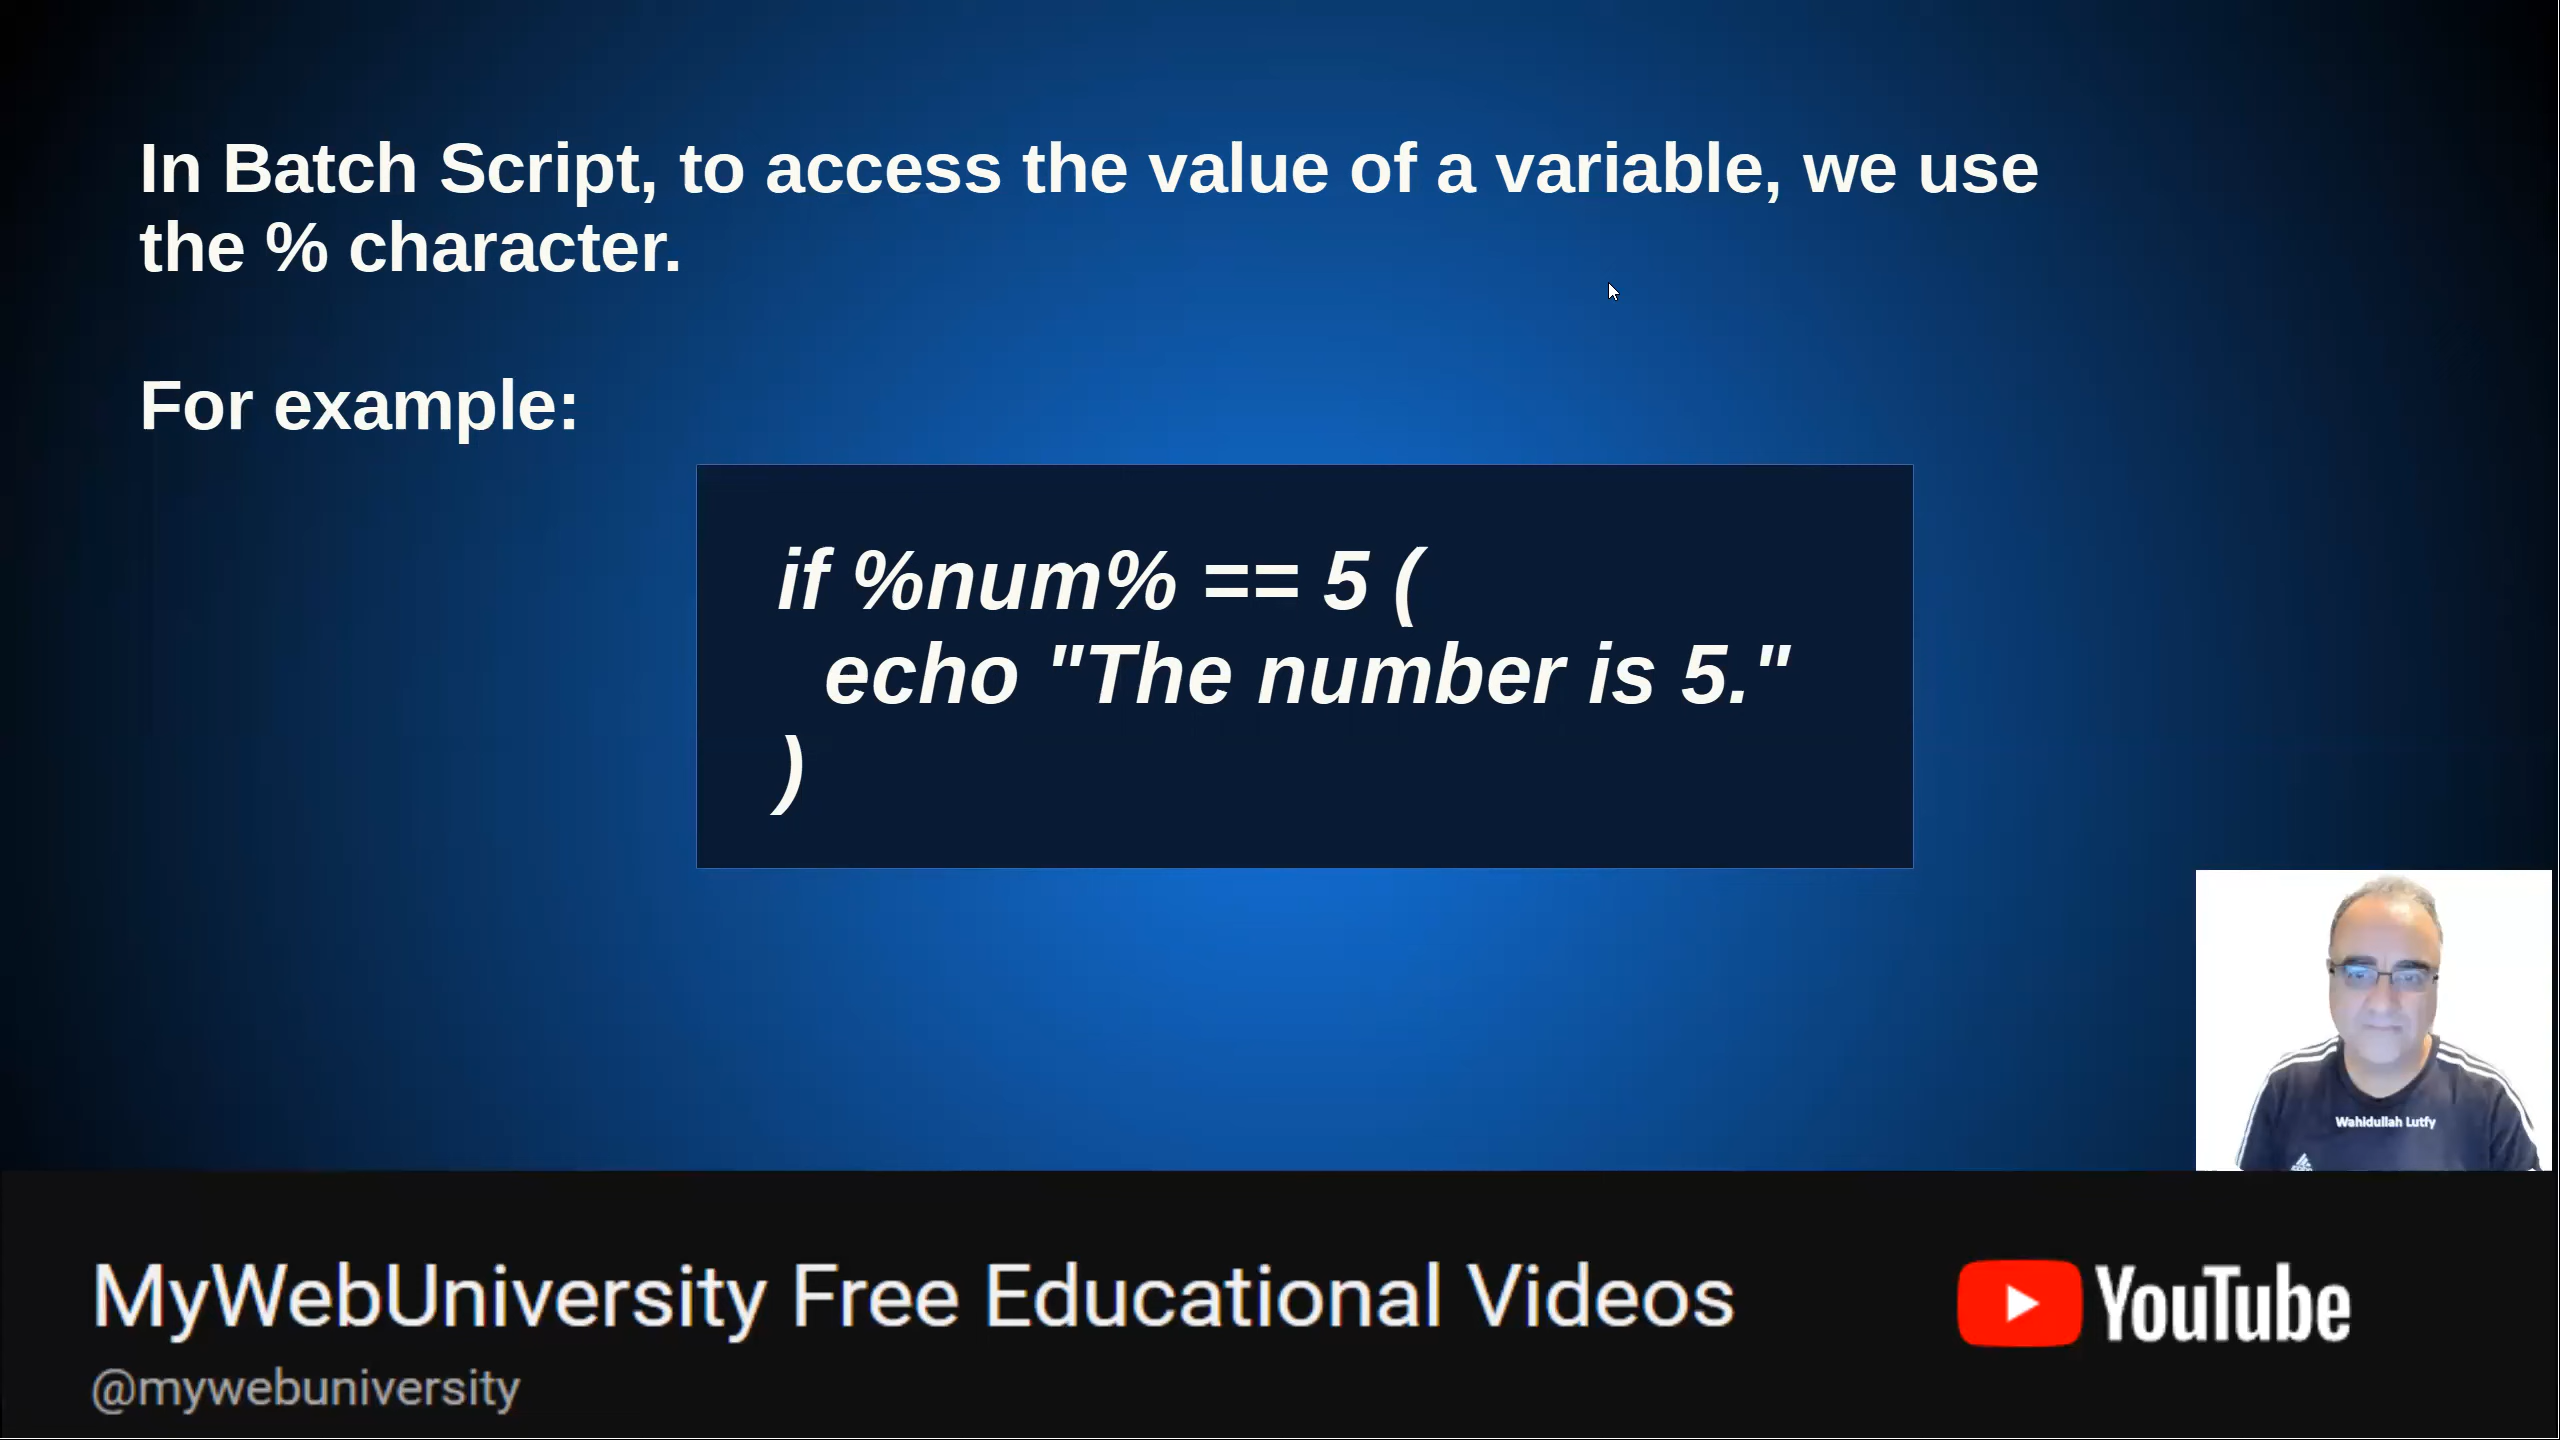 In Batch Script, to access the value of a variable, we use
the % character.
For example:
if %num% == 5 (
echo "The number is 5."
)
Wahidullah Lutfy
MyWebUniversity Free Educational Videos
YouTube
@mywebuniversity